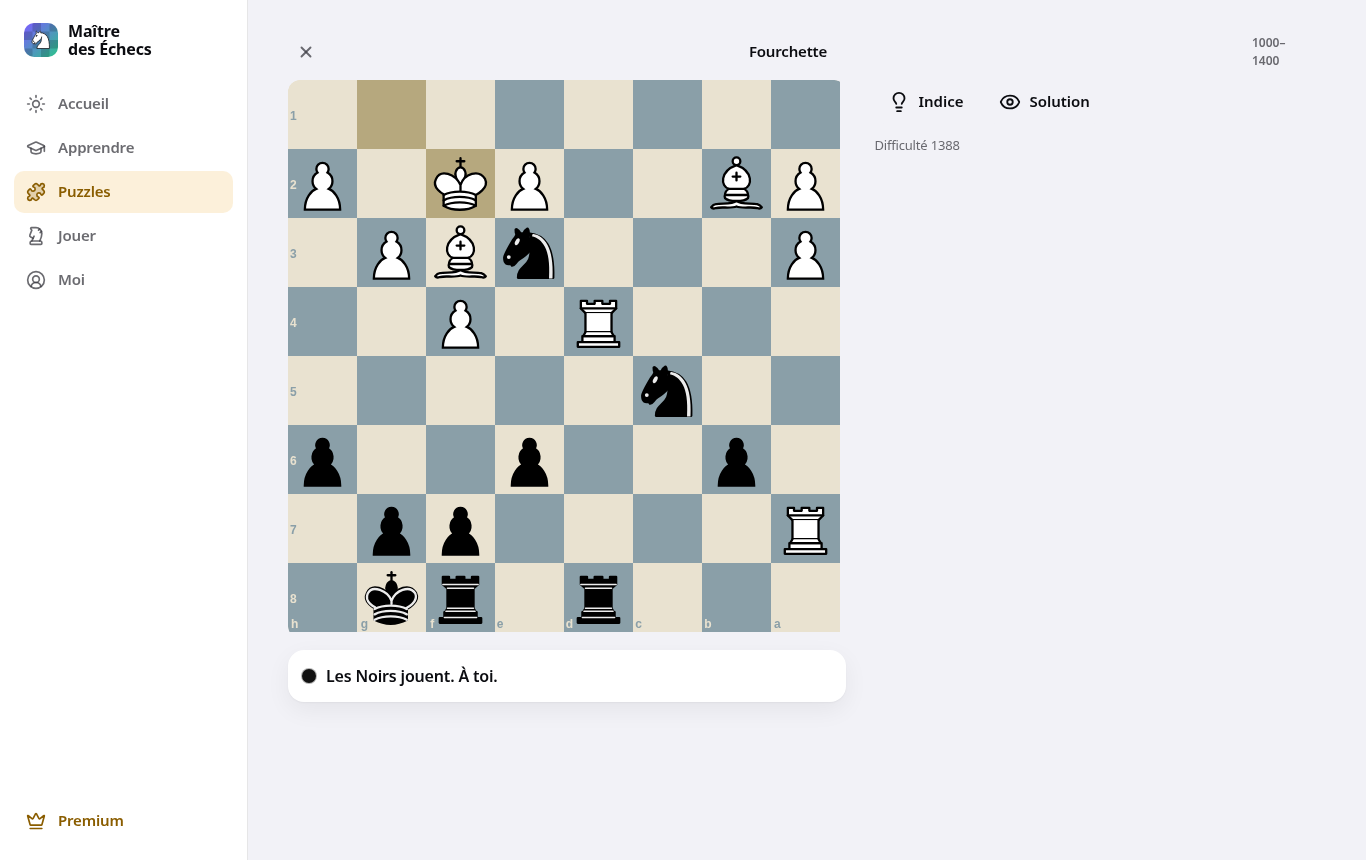 Maître
des Échecs
Accueil
Apprendre
Puzzles
Jouer
Moi
Premium
Fourchette
1000–
1400
1
2
3
4
5
6
7
8
h
g
f
e
d
c
b
a
Indice
Solution
Difficulté 1388
Les Noirs jouent. À toi.